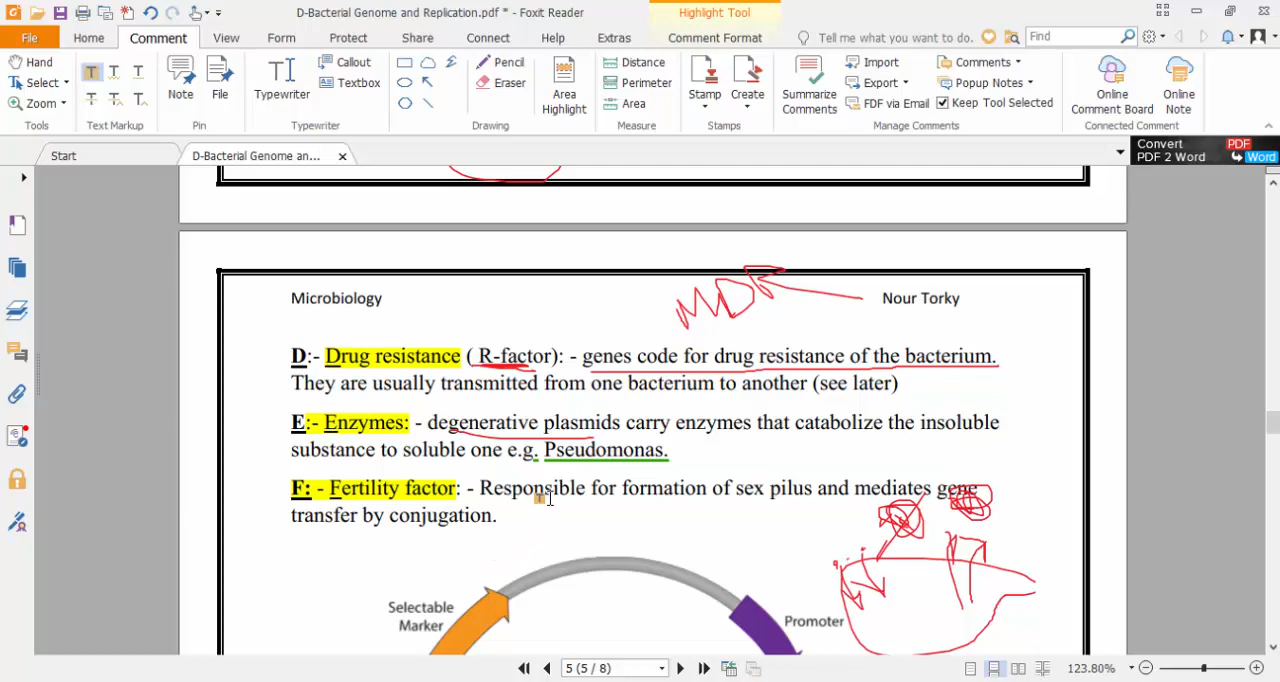 D-Bacterial Genome and Replication.pdf * - Foxit Reader
Highlight Tool
File Home Comment View Form Protect Share Connect Help Extras Comment Format
Tell me what you want to do.
Find
Hand
Select
Zoom
Tools
Text Markup
Note
File
Pin
Typewriter
Callout
Textbox
Typewriter
Pencil
Eraser
Drawing
Area Highlight
Distance
Perimeter
Area
Measure
Stamp
Create
Stamps
Summarize Comments
Import
Export
FDF via Email
Comments
Popup Notes
Keep Tool Selected
Manage Comments
Online Comment Board
Online Note
Connected Comment
Start
D-Bacterial Genome an...
Convert PDF
PDF 2 Word Word
MDR
Microbiology Nour Torky
D:- Drug resistance ( R-factor): - genes code for drug resistance of the bacterium.
They are usually transmitted from one bacterium to another (see later)
E:- Enzymes: - degenerative plasmids carry enzymes that catabolize the insoluble
substance to soluble one e.g. Pseudomonas.
F: - Fertility factor: - Responsible for formation of sex pilus and mediates gene
transfer by conjugation.
Selectable
Marker
Promoter
5 (5 / 8)
123.80%